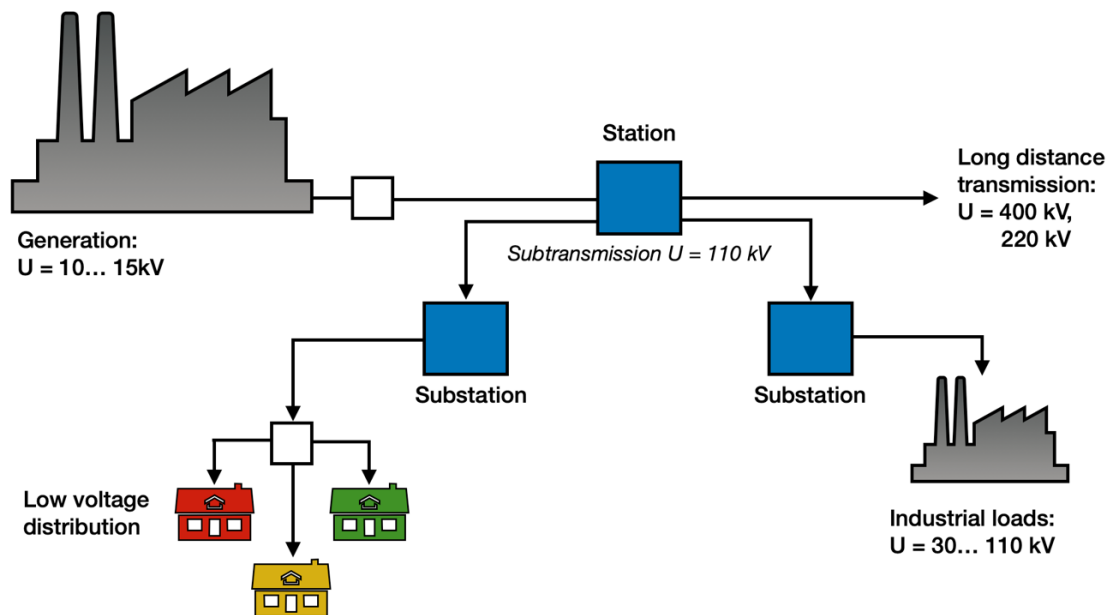 Station
Long distance
transmission:
U = 400 kV,
220 kV
Generation:
U = 10... 15kV
Subtransmission U = 110 kV
Substation
Substation
Low voltage
distribution
Industrial loads:
U = 30... 110 kV